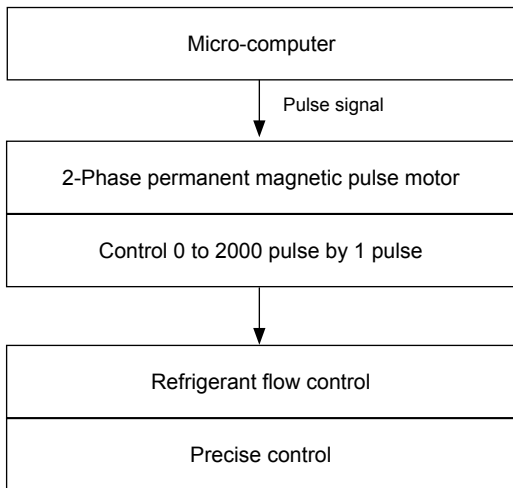 Micro-computer
Pulse signal
2-Phase permanent magnetic pulse motor
Control 0 to 2000 pulse by 1 pulse
Refrigerant flow control
Precise control